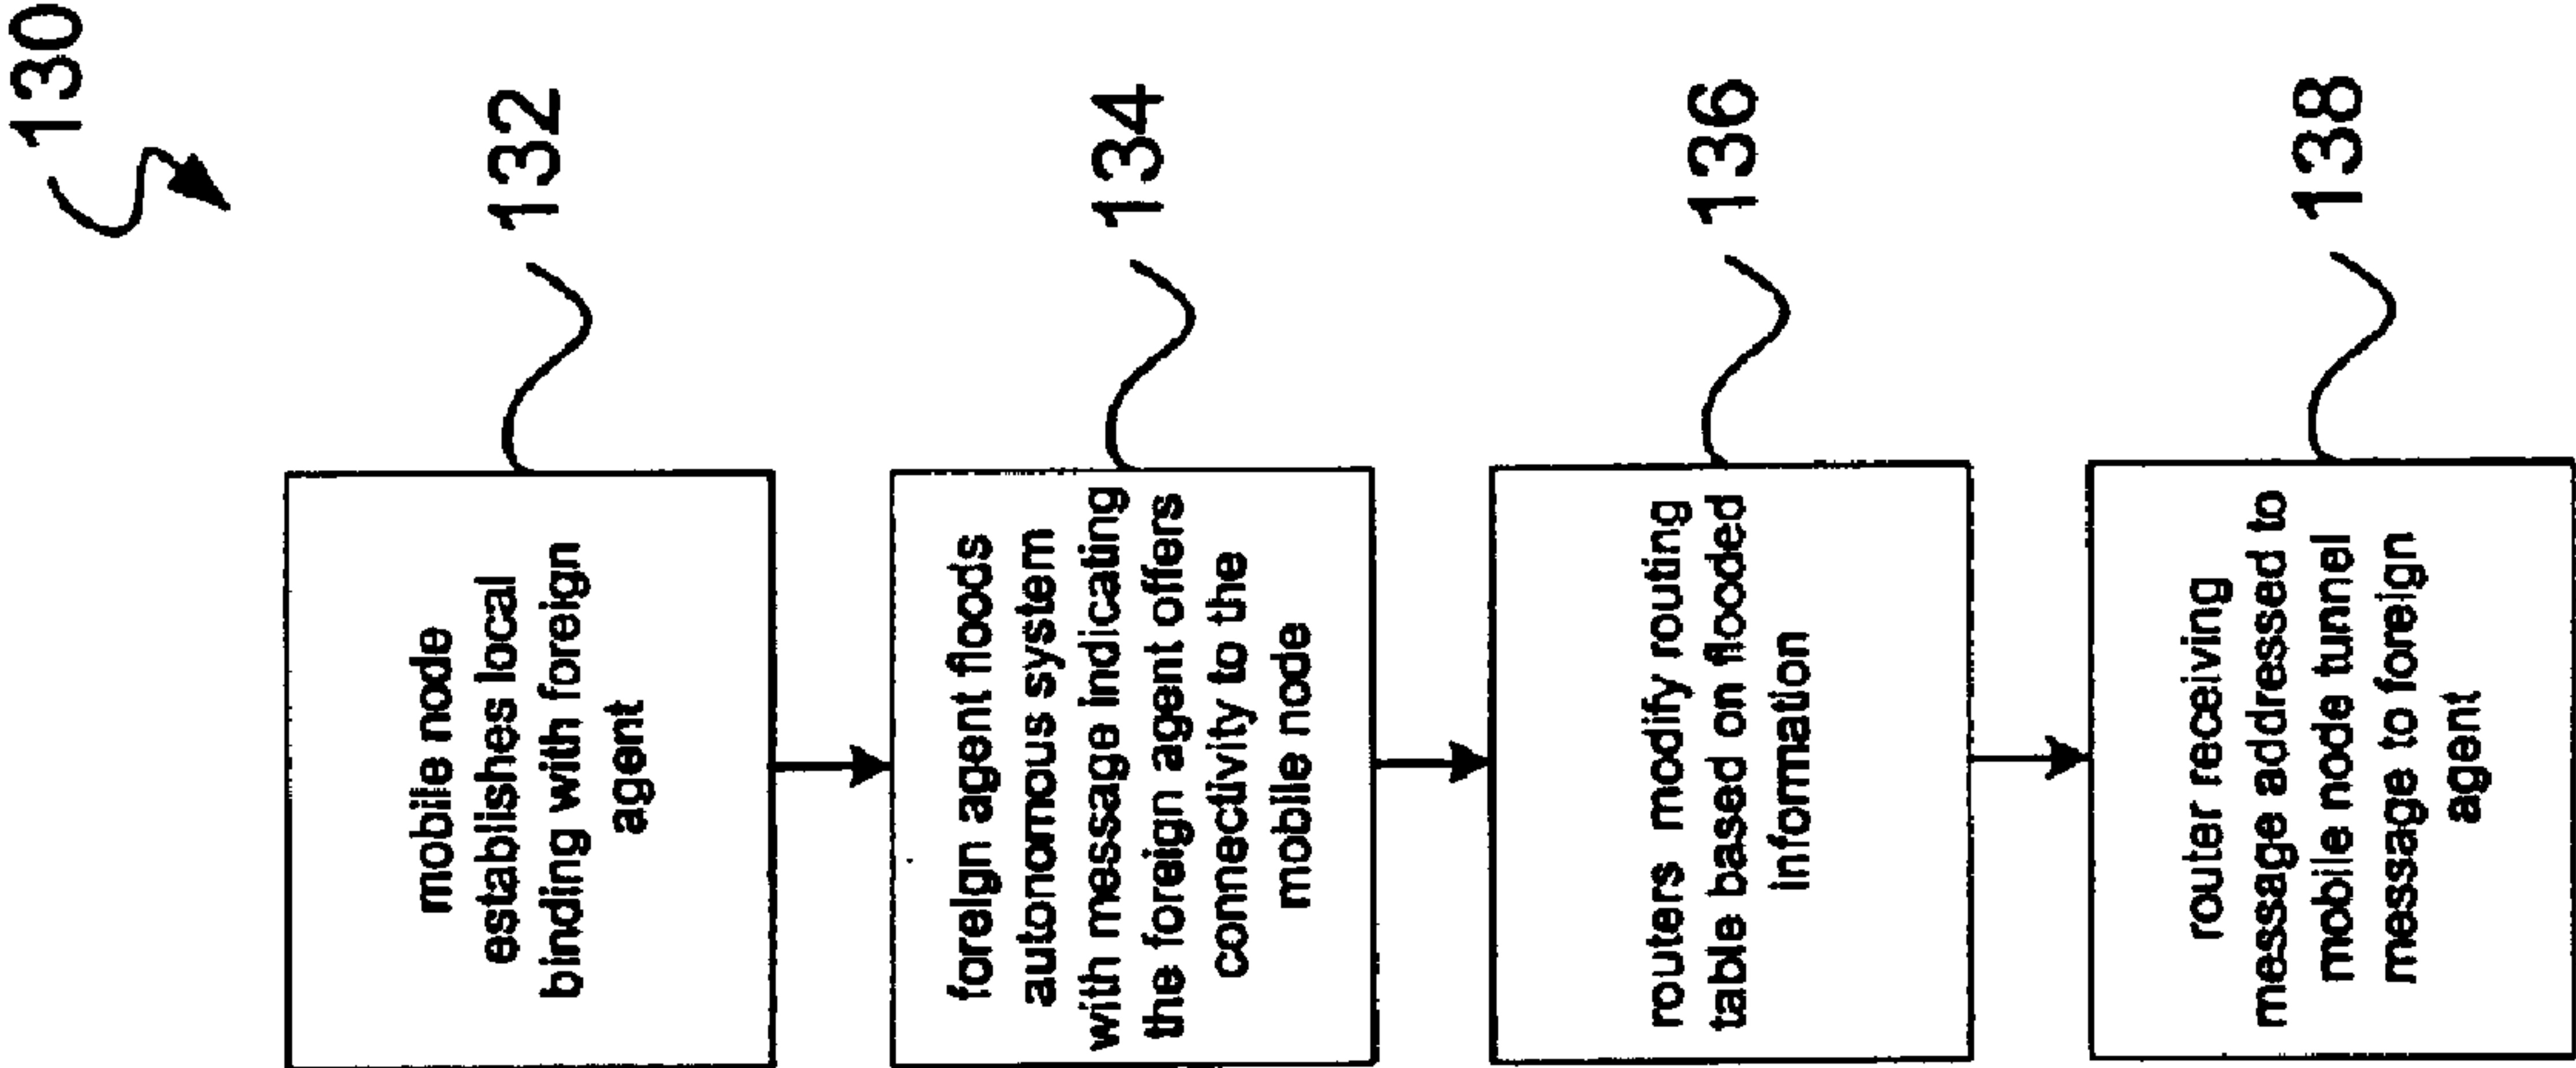 130
mobile node
establishes local
binding with foreign
agent
132
foreign agent floods
autonomous system
with message indicating
the foreign agent offers
connectivity to the
mobile node
134
routers modify routing
table based on flooded
information
136
router receiving
message addressed to
mobile node tunnel
message to foreign
agent
138